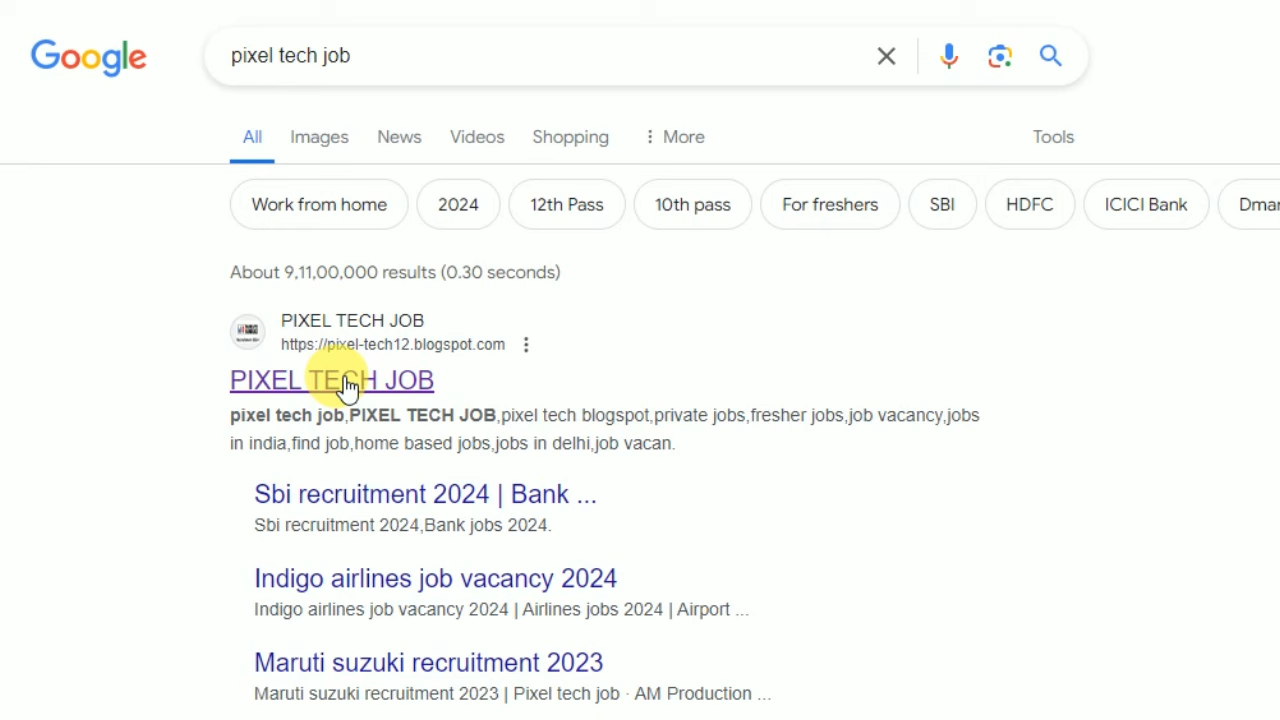 Google
pixel tech job
All Images News Videos Shopping More Tools
Work from home 2024 12th Pass 10th pass For freshers SBI HDFC ICICI Bank Dmar
About 9,11,00,000 results (0.30 seconds)
PIXEL TECH JOB
https://pixel-tech12.blogspot.com
PIXEL TECH JOB
pixel tech job,PIXEL TECH JOB,pixel tech blogspot,private jobs,fresher jobs,job vacancy,jobs
in india,find job,home based jobs,jobs in delhi,job vacan.
Sbi recruitment 2024 | Bank ...
Sbi recruitment 2024,Bank jobs 2024.
Indigo airlines job vacancy 2024
Indigo airlines job vacancy 2024 | Airlines jobs 2024 | Airport ...
Maruti suzuki recruitment 2023
Maruti suzuki recruitment 2023 | Pixel tech job · AM Production ...